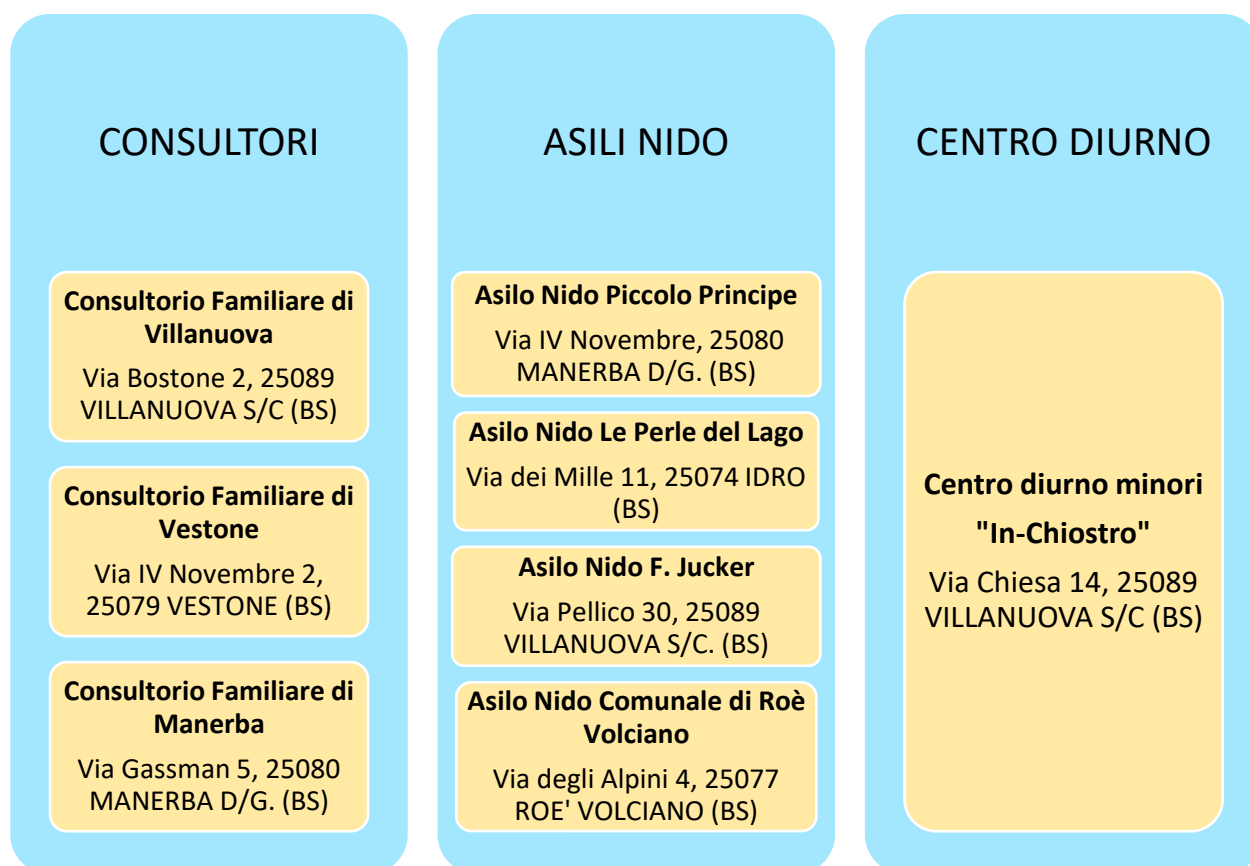 CONSULTORI
Consultorio Familiare di
Villanuova
Via Bostone 2, 25089
VILLANUOVA S/C (BS)
Consultorio Familiare di
Vestone
Via IV Novembre 2,
25079 VESTONE (BS)
Consultorio Familiare di
Manerba
Via Gassman 5, 25080
MANERBA D/G. (BS)
ASILI NIDO
Asilo Nido Piccolo Principe
Via IV Novembre, 25080
MANERBA D/G. (BS)
Asilo Nido Le Perle del Lago
Via dei Mille 11, 25074 IDRO
(BS)
Asilo Nido F. Jucker
Via Pellico 30, 25089
VILLANUOVA S/C. (BS)
Asilo Nido Comunale di Roè
Volciano
Via degli Alpini 4, 25077
ROE' VOLCIANO (BS)
CENTRO DIURNO
Centro diurno minori
"In-Chiostro"
Via Chiesa 14, 25089
VILLANUOVA S/C (BS)